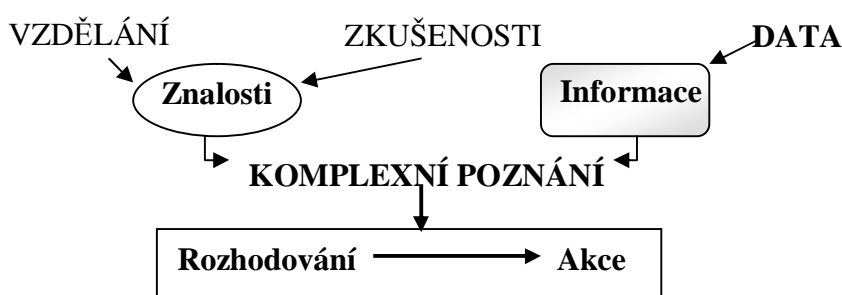 VZDĚLÁNÍ ZKUŠENOSTI DATA
Znalosti Informace
KOMPLEXNÍ POZNÁNÍ
Rozhodování Akce